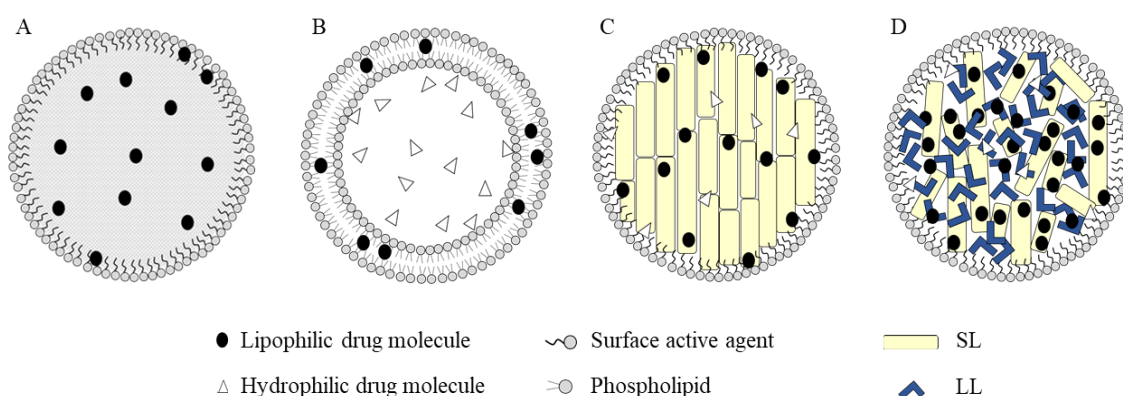 A B C D
Lipophilic drug molecule Surface active agent SL
Hydrophilic drug molecule Phospholipid LL